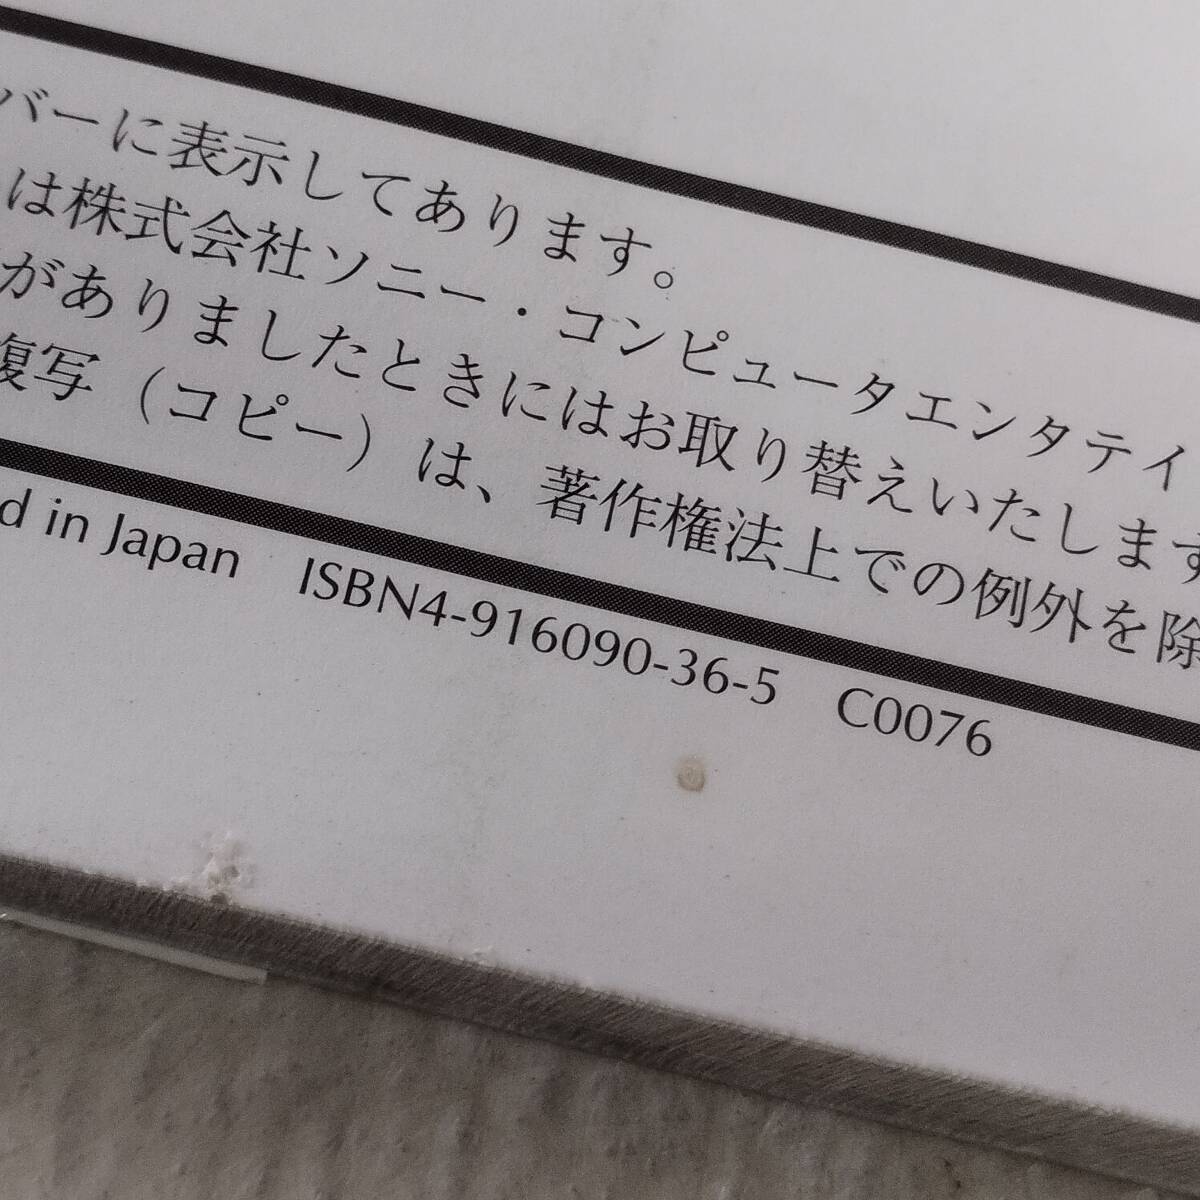 バーに表示してあります。
は株式会社ソニー・コンピュータエンタテイ
がありましたときにはお取り替えいたします
複写（コピー）は、著作権法上での例外を除
d in Japan ISBN4-916090-36-5 C0076